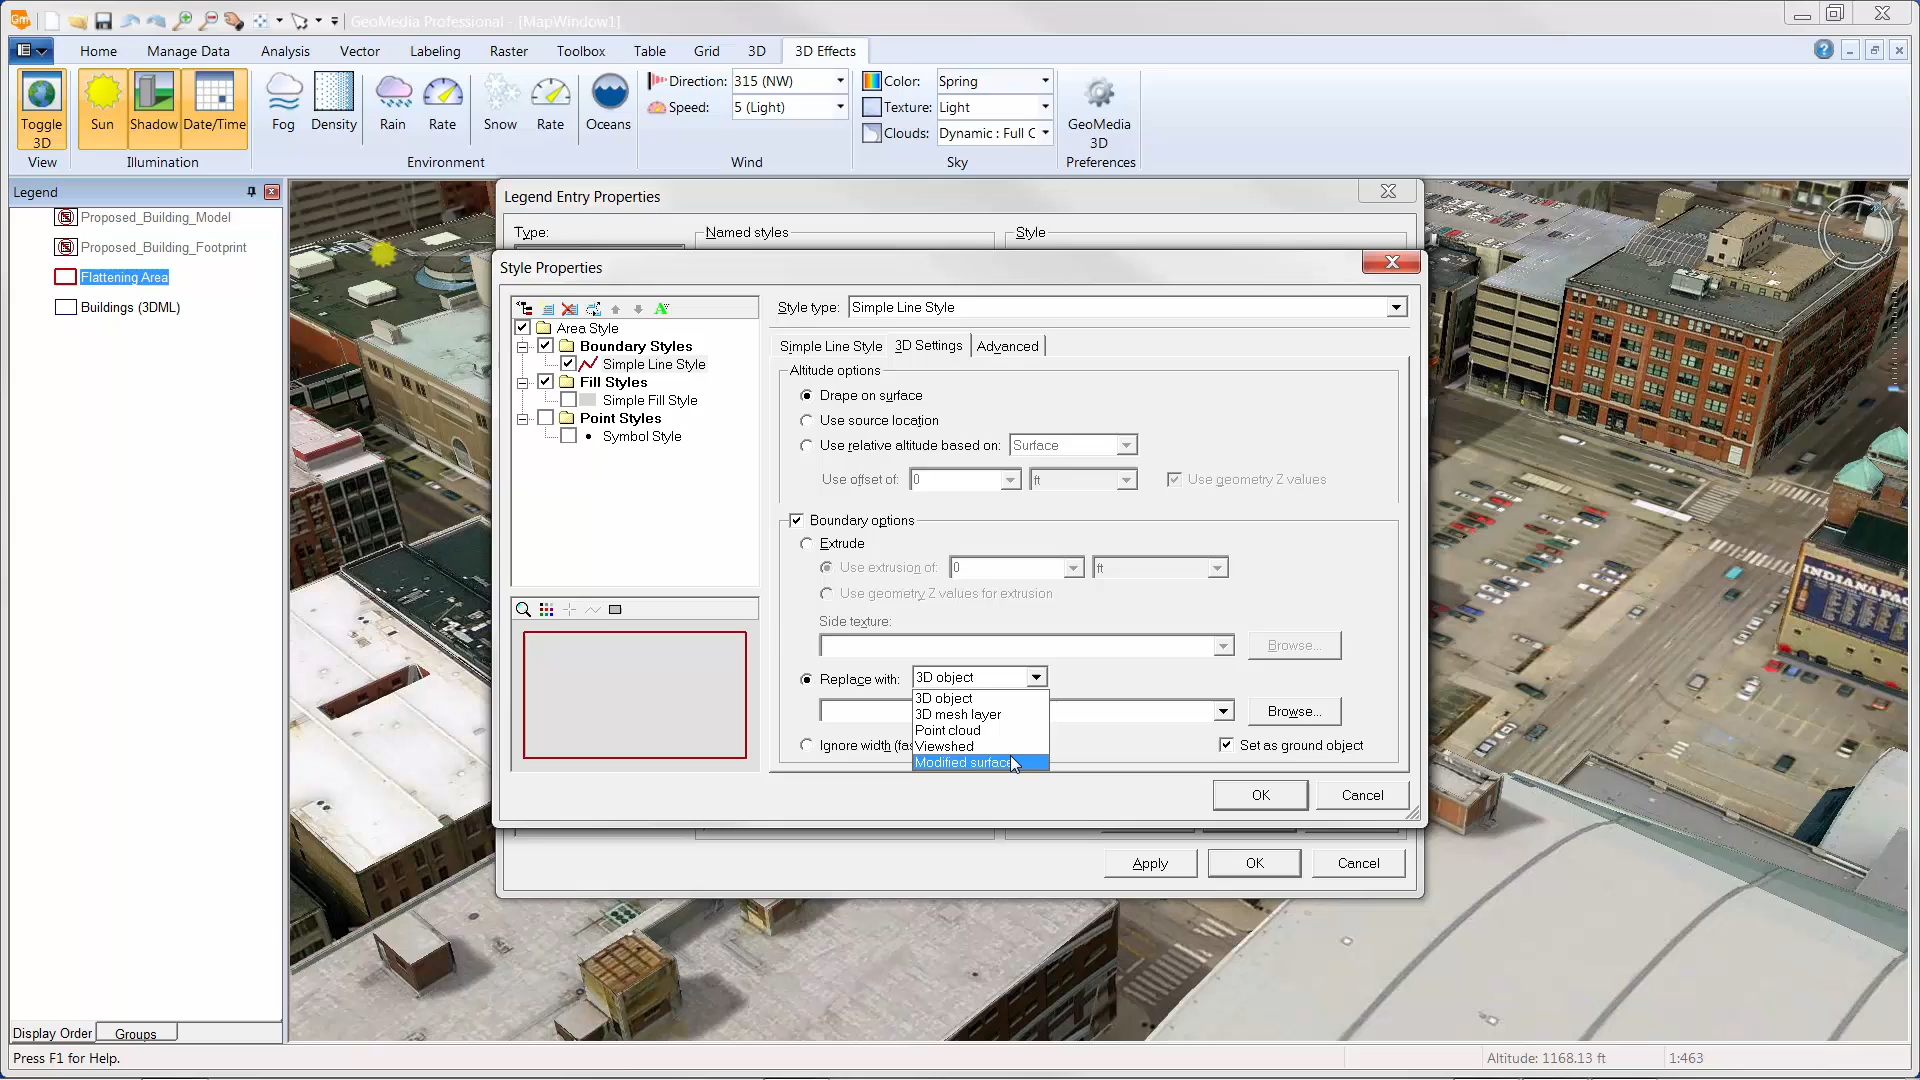 GeoMedia Professional - [MapWindow1]
Home Manage Data Analysis Vector Labeling Raster Toolbox Table Grid 3D 3D Effects
Toggle 3D
Sun Shadow Date/Time
Fog Density Rain Rate Snow Rate Oceans
Direction: 315 (NW)
Speed: 5 (Light)
Color: Spring
Texture: Light
Clouds: Dynamic : Full C
GeoMedia 3D Preferences
View Illumination Environment Wind Sky
Legend
Proposed_Building_Model
Proposed_Building_Footprint
Flattening Area
Buildings (3DML)
Display Order Groups
Legend Entry Properties
Type: Named styles Style
Style Properties
Area Style
Boundary Styles
Simple Line Style
Fill Styles
Simple Fill Style
Point Styles
Symbol Style
Style type: Simple Line Style
Simple Line Style 3D Settings Advanced
Altitude options
Drape on surface
Use source location
Use relative altitude based on: Surface
Use offset of: 0 ft Use geometry Z values
Boundary options
Extrude
Use extrusion of: 0 ft
Use geometry Z values for extrusion
Side texture:
Browse...
Replace with: 3D object
3D object
3D mesh layer
Point cloud
Viewshed
Modified surface
Browse...
Ignore width (fa
Set as ground object
OK Cancel
Apply OK Cancel
INDIANA
Press F1 for Help.
Altitude: 1168.13 ft 1:463